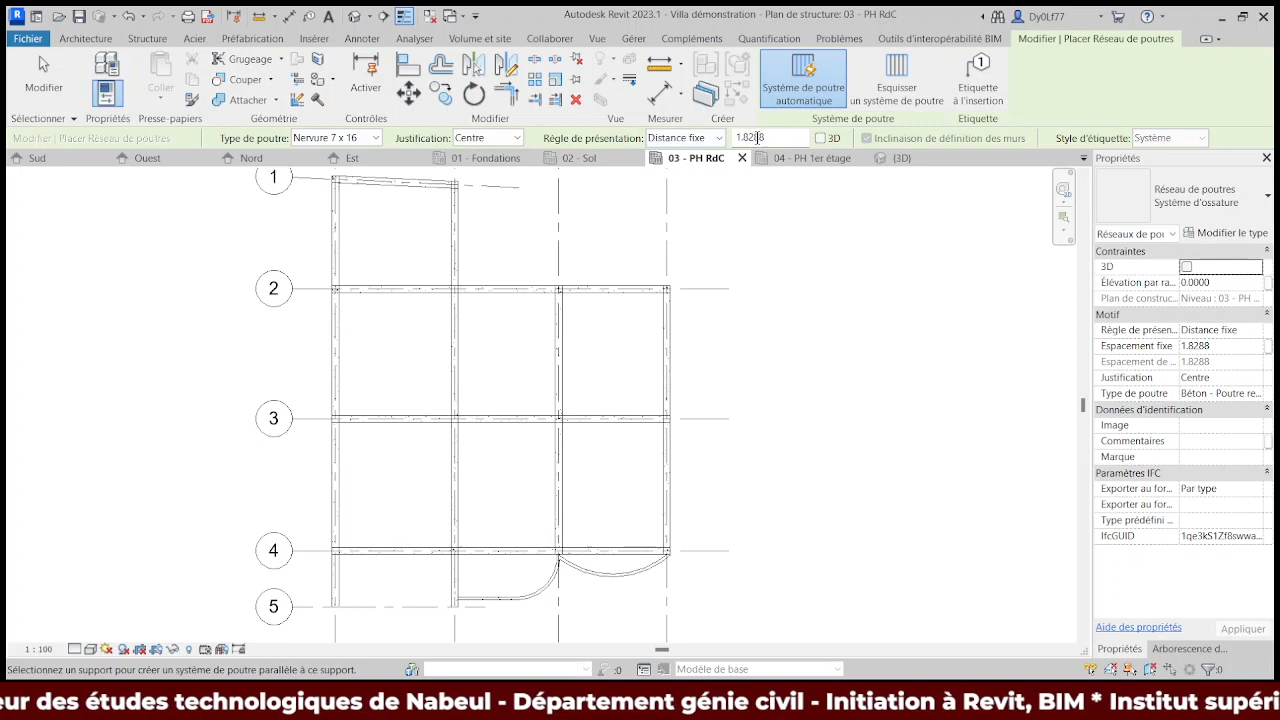 Autodesk Revit 2023.1 - Villa démonstration - Plan de structure: 03 - PH RdC
Dy0Lf77
Fichier Architecture Structure Acier Préfabrication Insérer Annoter Analyser Volume et site Collaborer Vue Gérer Compléments Quantification Problèmes Outils d'interopérabilité BIM Modifier | Placer Réseau de poutres
Modifier
Coller
Grugeage
Couper
Attacher
Activer
Système de poutre automatique
Esquisser un système de poutre
Etiquette à l'insertion
Sélectionner Propriétés Presse-papiers Géométrie Contrôles Modifier Vue Mesurer Créer Système de poutre Etiquette
Modifier | Placer Réseau de poutres Type de poutre: Nervure 7 x 16 Justification: Centre Règle de présentation: Distance fixe 1.8288 3D Inclinaison de définition des murs Style d'étiquette: Système
Sud Ouest Nord Est 01 - Fondations 02 - Sol 03 - PH RdC 04 - PH 1er étage {3D}
1
2
3
4
5
Propriétés
Réseau de poutres
Système d'ossature
Réseaux de pou Modifier le type
Contraintes
3D
Élévation par ra... 0.0000
Plan de construc... Niveau : 03 - PH ...
Motif
Règle de présen... Distance fixe
Espacement fixe 1.8288
Espacement de ... 1.8288
Justification Centre
Type de poutre Béton - Poutre re...
Données d'identification
Image
Commentaires
Marque
Paramètres IFC
Exporter au for... Par type
Exporter au for...
Type prédéfini ...
IfcGUID 1qe3kS1Zf8swwa...
Aide des propriétés Appliquer
Propriétés Arborescence d...
1 : 100
Sélectionnez un support pour créer un système de poutre parallèle à ce support. :0 Modèle de base :0
eur des études technologiques de Nabeul - Département génie civil - Initiation à Revit, BIM * Institut supéri